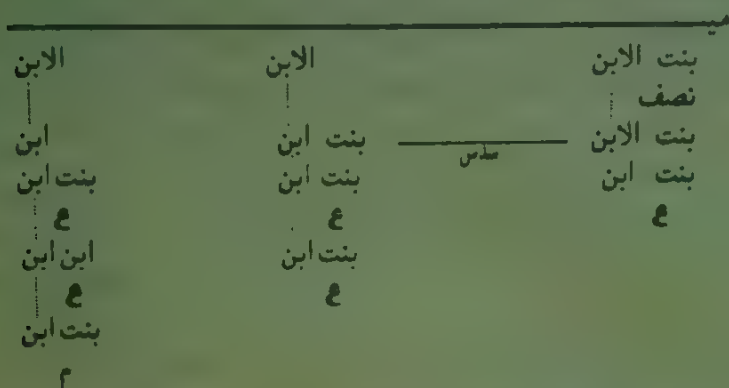 ميـ
بنت الابن الابن الابن
نصف
بنت الابن سدس بنت ابن ابن
بنت ابن بنت ابن بنت ابن
ع ع ع
بنت ابن ابن ابن
ع ع
بنت ابن
م